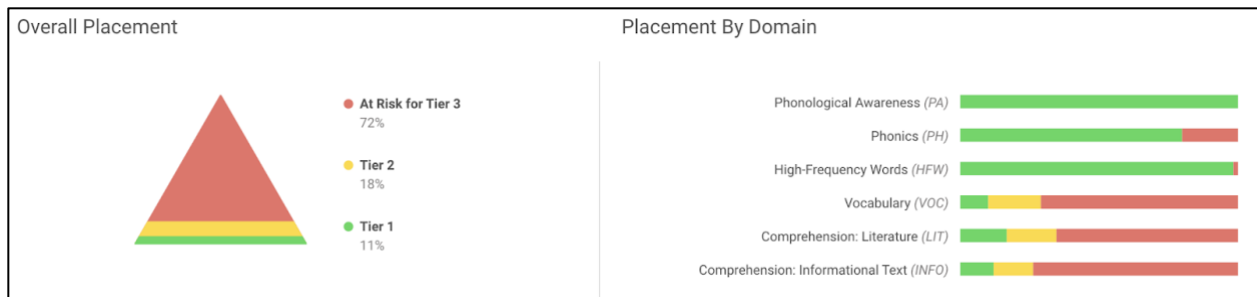 Overall Placement
At Risk for Tier 3
72%
Tier 2
18%
Tier 1
11%
Placement By Domain
Phonological Awareness (PA)
Phonics (PH)
High-Frequency Words (HFW)
Vocabulary (VOC)
Comprehension: Literature (LIT)
Comprehension: Informational Text (INFO)